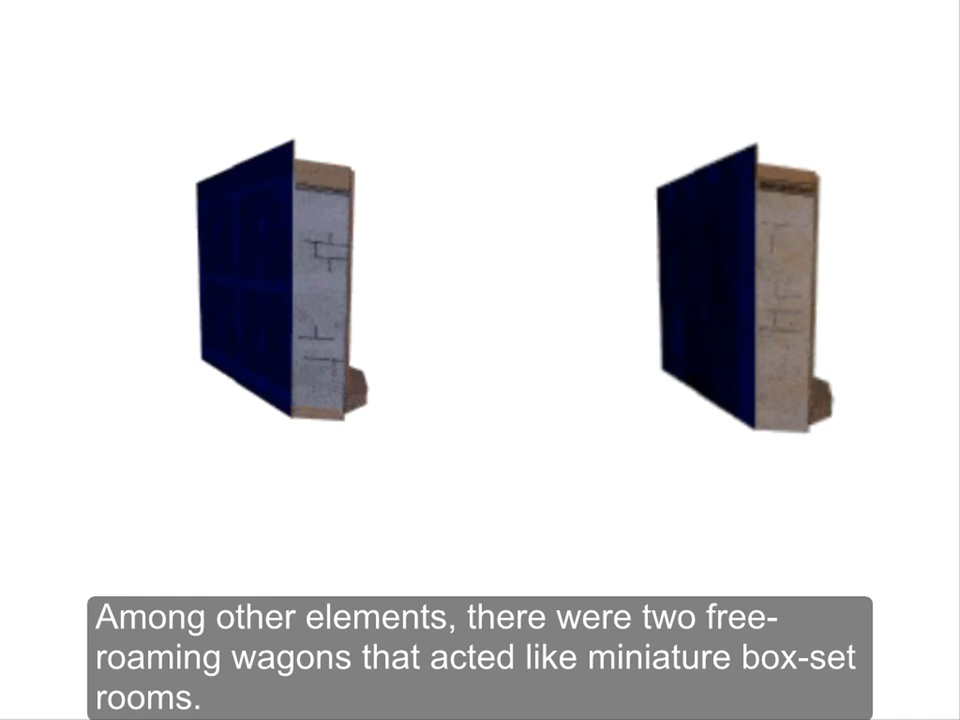 Among other elements, there were two free-
roaming wagons that acted like miniature box-set
rooms.